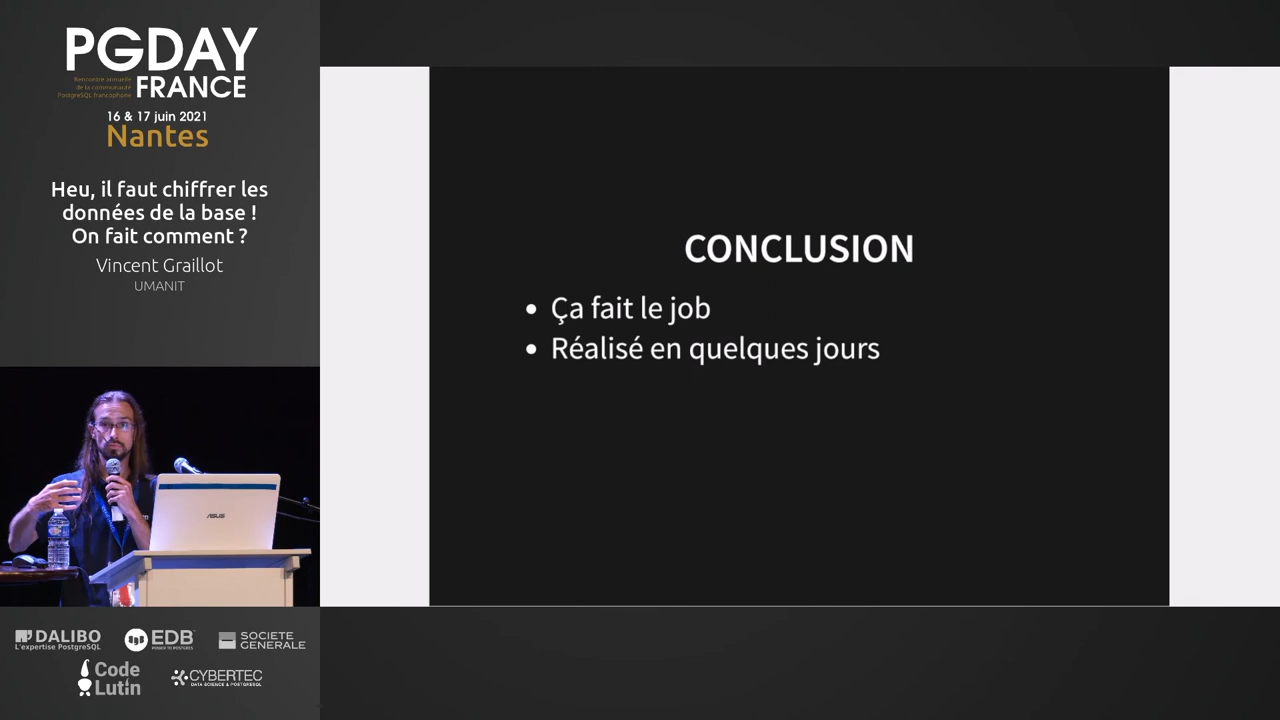 PGDAY
Rencontre annuelle
de la communauté
PostgreSQL francophone
FRANCE
16 & 17 juin 2021
Nantes
Heu, il faut chiffrer les
données de la base !
On fait comment ?
Vincent Graillot
UMANIT
CONCLUSION
• Ça fait le job
• Réalisé en quelques jours
ASUS
DALIBO
L'expertise PostgreSQL
EDB
POWER TO POSTGRES
SOCIETE
GENERALE
Code
Lutin
CYBERTEC
DATA SCIENCE & POSTGRESQL